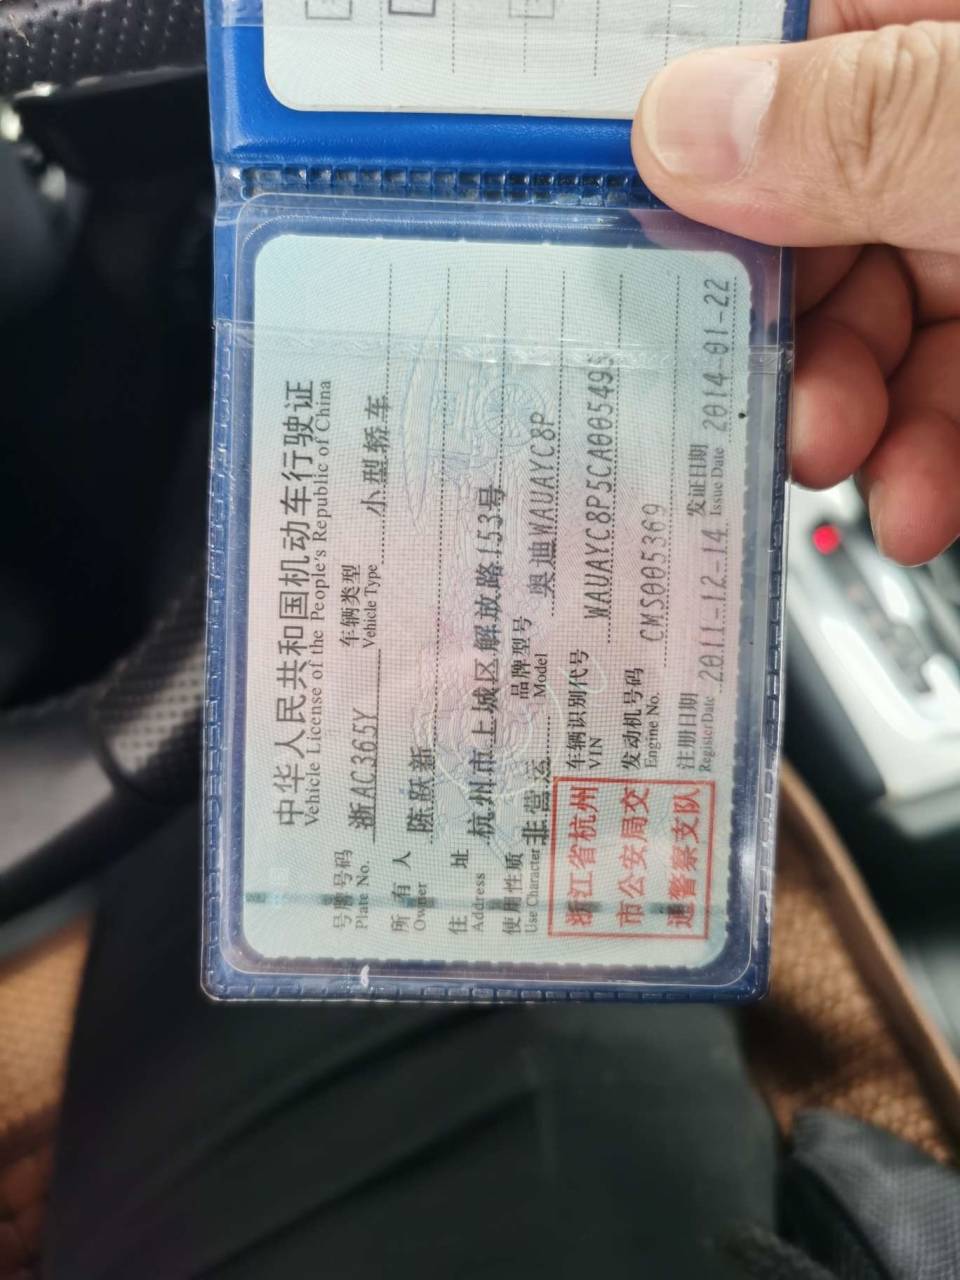 中华人民共和国机动车行驶证
Vehicle License of the People's Republic of China
号牌号码 浙AC365Y 车辆类型 小型轿车
Plate No. Vehicle Type
所有人 陈跃新
Owner
住址 杭州市上城区解放路153号
Address
使用性质 非营运 品牌型号 奥迪WAUAYC8P
Use Character Model
浙江省杭州
市公安局交
通警察支队
车辆识别代号 WAUAYC8P5CA005495
VIN
发动机号码 CMS005369
Engine No.
注册日期 2011-12-14 发证日期 2014-01-22
Register Date Issue Date